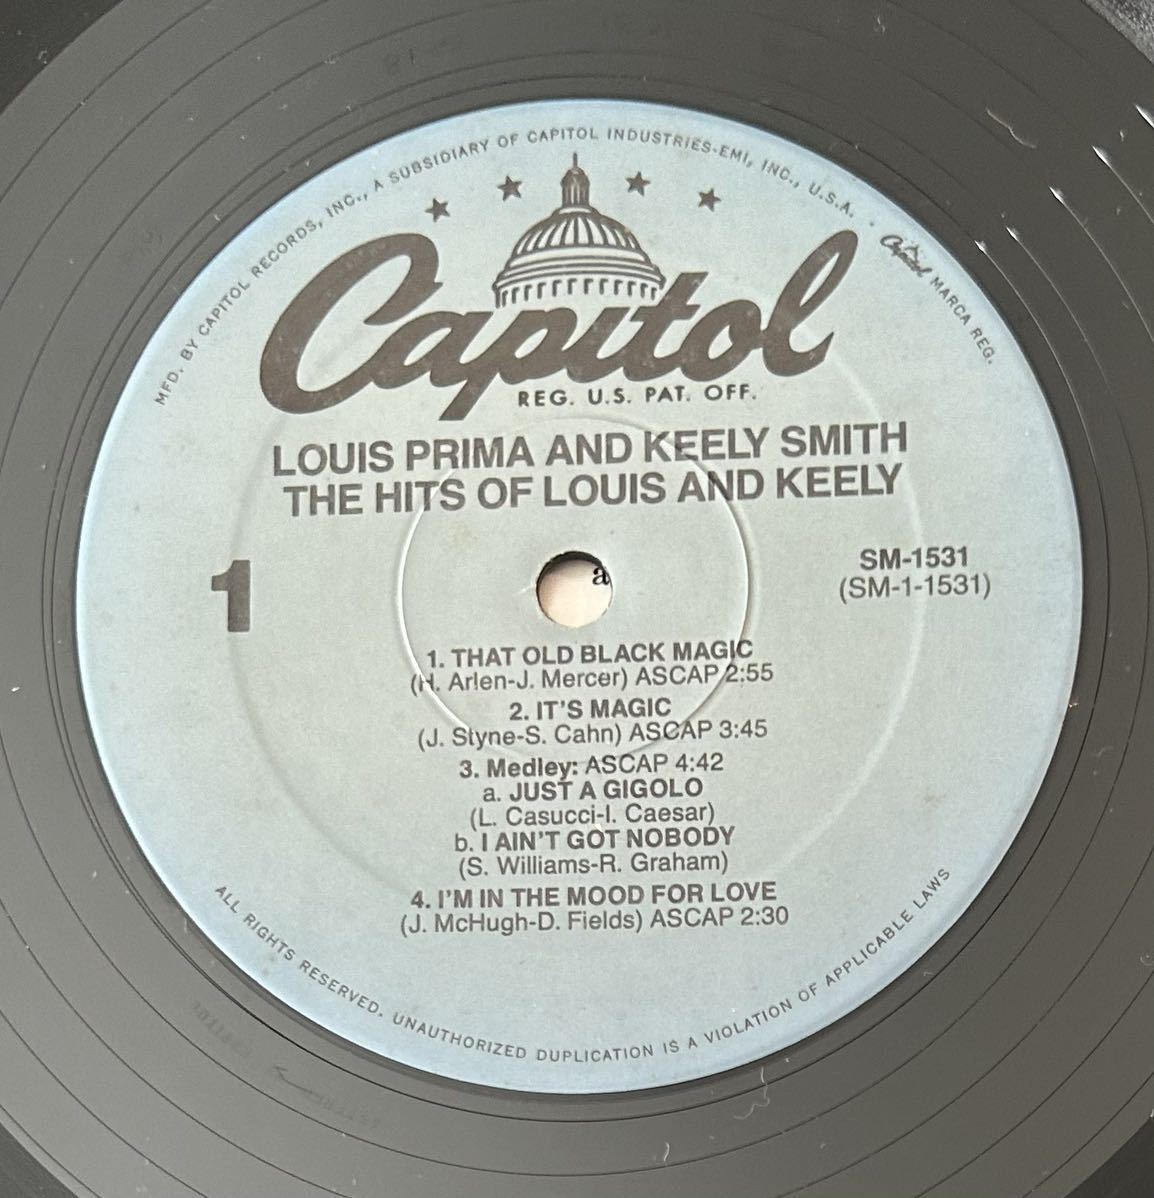 MFD. BY CAPITOL RECORDS, INC., A SUBSIDIARY OF CAPITOL INDUSTRIES-EMI, INC., U.S.A. · Capitol MARCA REG.
Capitol
REG. U.S. PAT. OFF.
LOUIS PRIMA AND KEELY SMITH
THE HITS OF LOUIS AND KEELY
1
SM-1531
(SM-1-1531)
a
1. THAT OLD BLACK MAGIC
(H. Arlen-J. Mercer) ASCAP 2:55
2. IT'S MAGIC
(J. Styne-S. Cahn) ASCAP 3:45
3. Medley: ASCAP 4:42
a. JUST A GIGOLO
(L. Casucci-I. Caesar)
b. I AIN'T GOT NOBODY
(S. Williams-R. Graham)
4. I'M IN THE MOOD FOR LOVE
(J. McHugh-D. Fields) ASCAP 2:30
ALL RIGHTS RESERVED. UNAUTHORIZED DUPLICATION IS A VIOLATION OF APPLICABLE LAWS